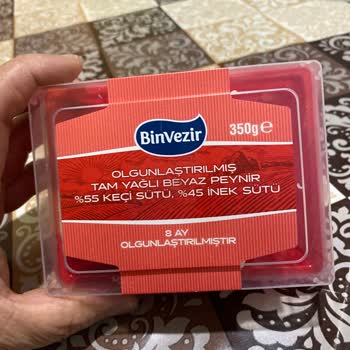 BinVezir
350g℮
OLGUNLAŞTIRILMIŞ
TAM YAĞLI BEYAZ PEYNİR
%55 KEÇİ SÜTÜ, %45 İNEK SÜTÜ
8 AY
OLGUNLAŞTIRILMIŞTIR